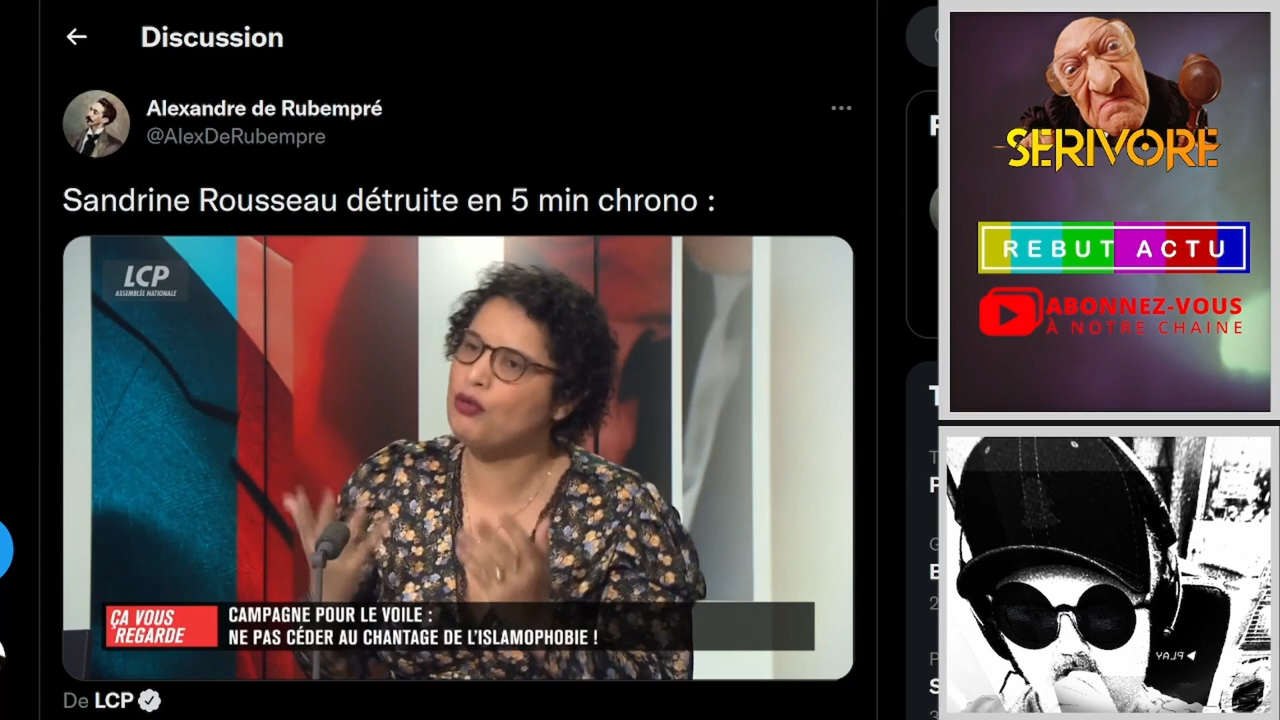 Discussion
Alexandre de Rubempré
@AlexDeRubempre
Sandrine Rousseau détruite en 5 min chrono :
LCP
ASSEMBLÉE NATIONALE
ÇA VOUS
REGARDE
CAMPAGNE POUR LE VOILE :
NE PAS CÉDER AU CHANTAGE DE L'ISLAMOPHOBIE !
De LCP
SERIVORE
REBUT ACTU
ABONNEZ-VOUS
À NOTRE CHAINE
PLAY